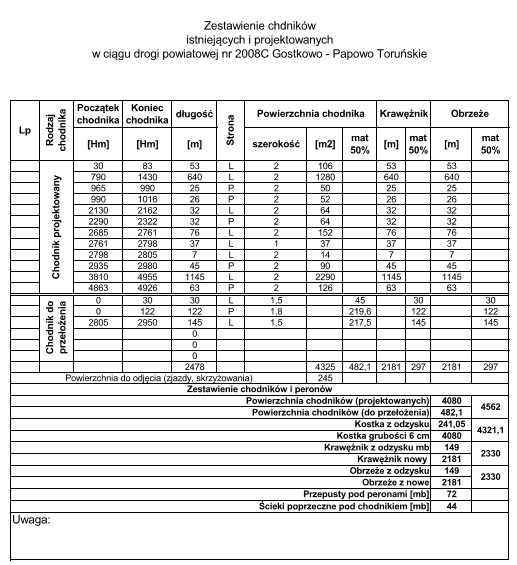 Zestawienie chdników
istniejących i projektowanych
w ciągu drogi powiatowej nr 2008C Gostkowo - Papowo Toruńskie
Lp Rodzaj chodnika Początek chodnika Koniec chodnika długość Strona Powierzchnia chodnika Krawężnik Obrzeże
[Hm] [Hm] [m] szerokość [m2] mat 50% [m] mat 50% [m] mat 50%
Chodnik projektowany
30 83 53 L 2 106 53 53
790 1430 640 L 2 1280 640 640
965 990 25 P 2 50 25 25
990 1016 26 P 2 52 26 26
2130 2162 32 L 2 64 32 32
2290 2322 32 P 2 64 32 32
2685 2761 76 L 2 152 76 76
2761 2798 37 L 1 37 37 37
2798 2805 7 L 2 14 7 7
2935 2980 45 P 2 90 45 45
3810 4955 1145 L 2 2290 1145 1145
4863 4926 63 P 2 126 63 63
Chodnik do przełożenia
0 30 30 L 1,5 45 30 30
0 122 122 P 1,8 219,6 122 122
2805 2950 145 L 1,5 217,5 145 145
0
0
0
2478 4325 482,1 2181 297 2181 297
Powierzchnia do odjęcia (zjazdy, skrzyżowania) 245
Zestawienie chodników i peronów
Powierzchnia chodników (projektowanych) 4080 4562
Powierzchnia chodników (do przełożenia) 482,1
Kostka z odzysku 241,05 4321,1
Kostka grubości 6 cm 4080
Krawężnik z odzysku mb 149 2330
Krawężnik nowy 2181
Obrzeże z odzysku 149 2330
Obrzeże z nowe 2181
Przepusty pod peronami [mb] 72
Ścieki poprzeczne pod chodnikiem [mb] 44
Uwaga: